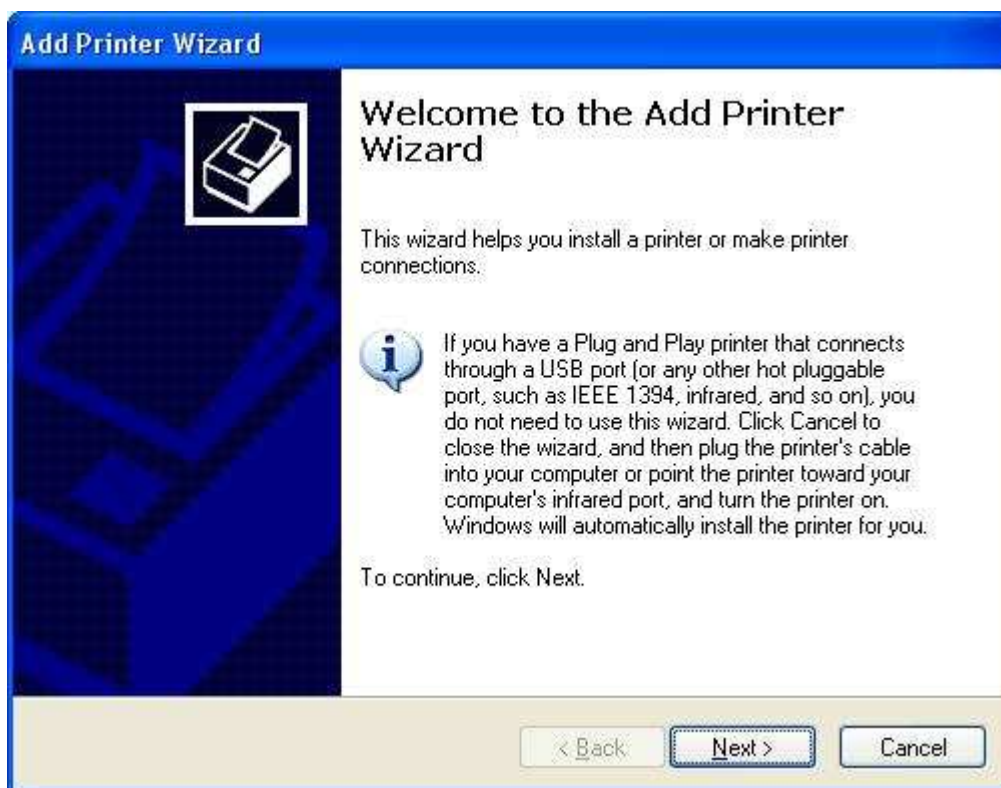 Add Printer Wizard
Welcome to the Add Printer
Wizard
This wizard helps you install a printer or make printer
connections.
If you have a Plug and Play printer that connects
through a USB port (or any other hot pluggable
port, such as IEEE 1394, infrared, and so on), you
do not need to use this wizard. Click Cancel to
close the wizard, and then plug the printer's cable
into your computer or point the printer toward your
computer's infrared port, and turn the printer on.
Windows will automatically install the printer for you.
To continue, click Next.
< Back Next > Cancel